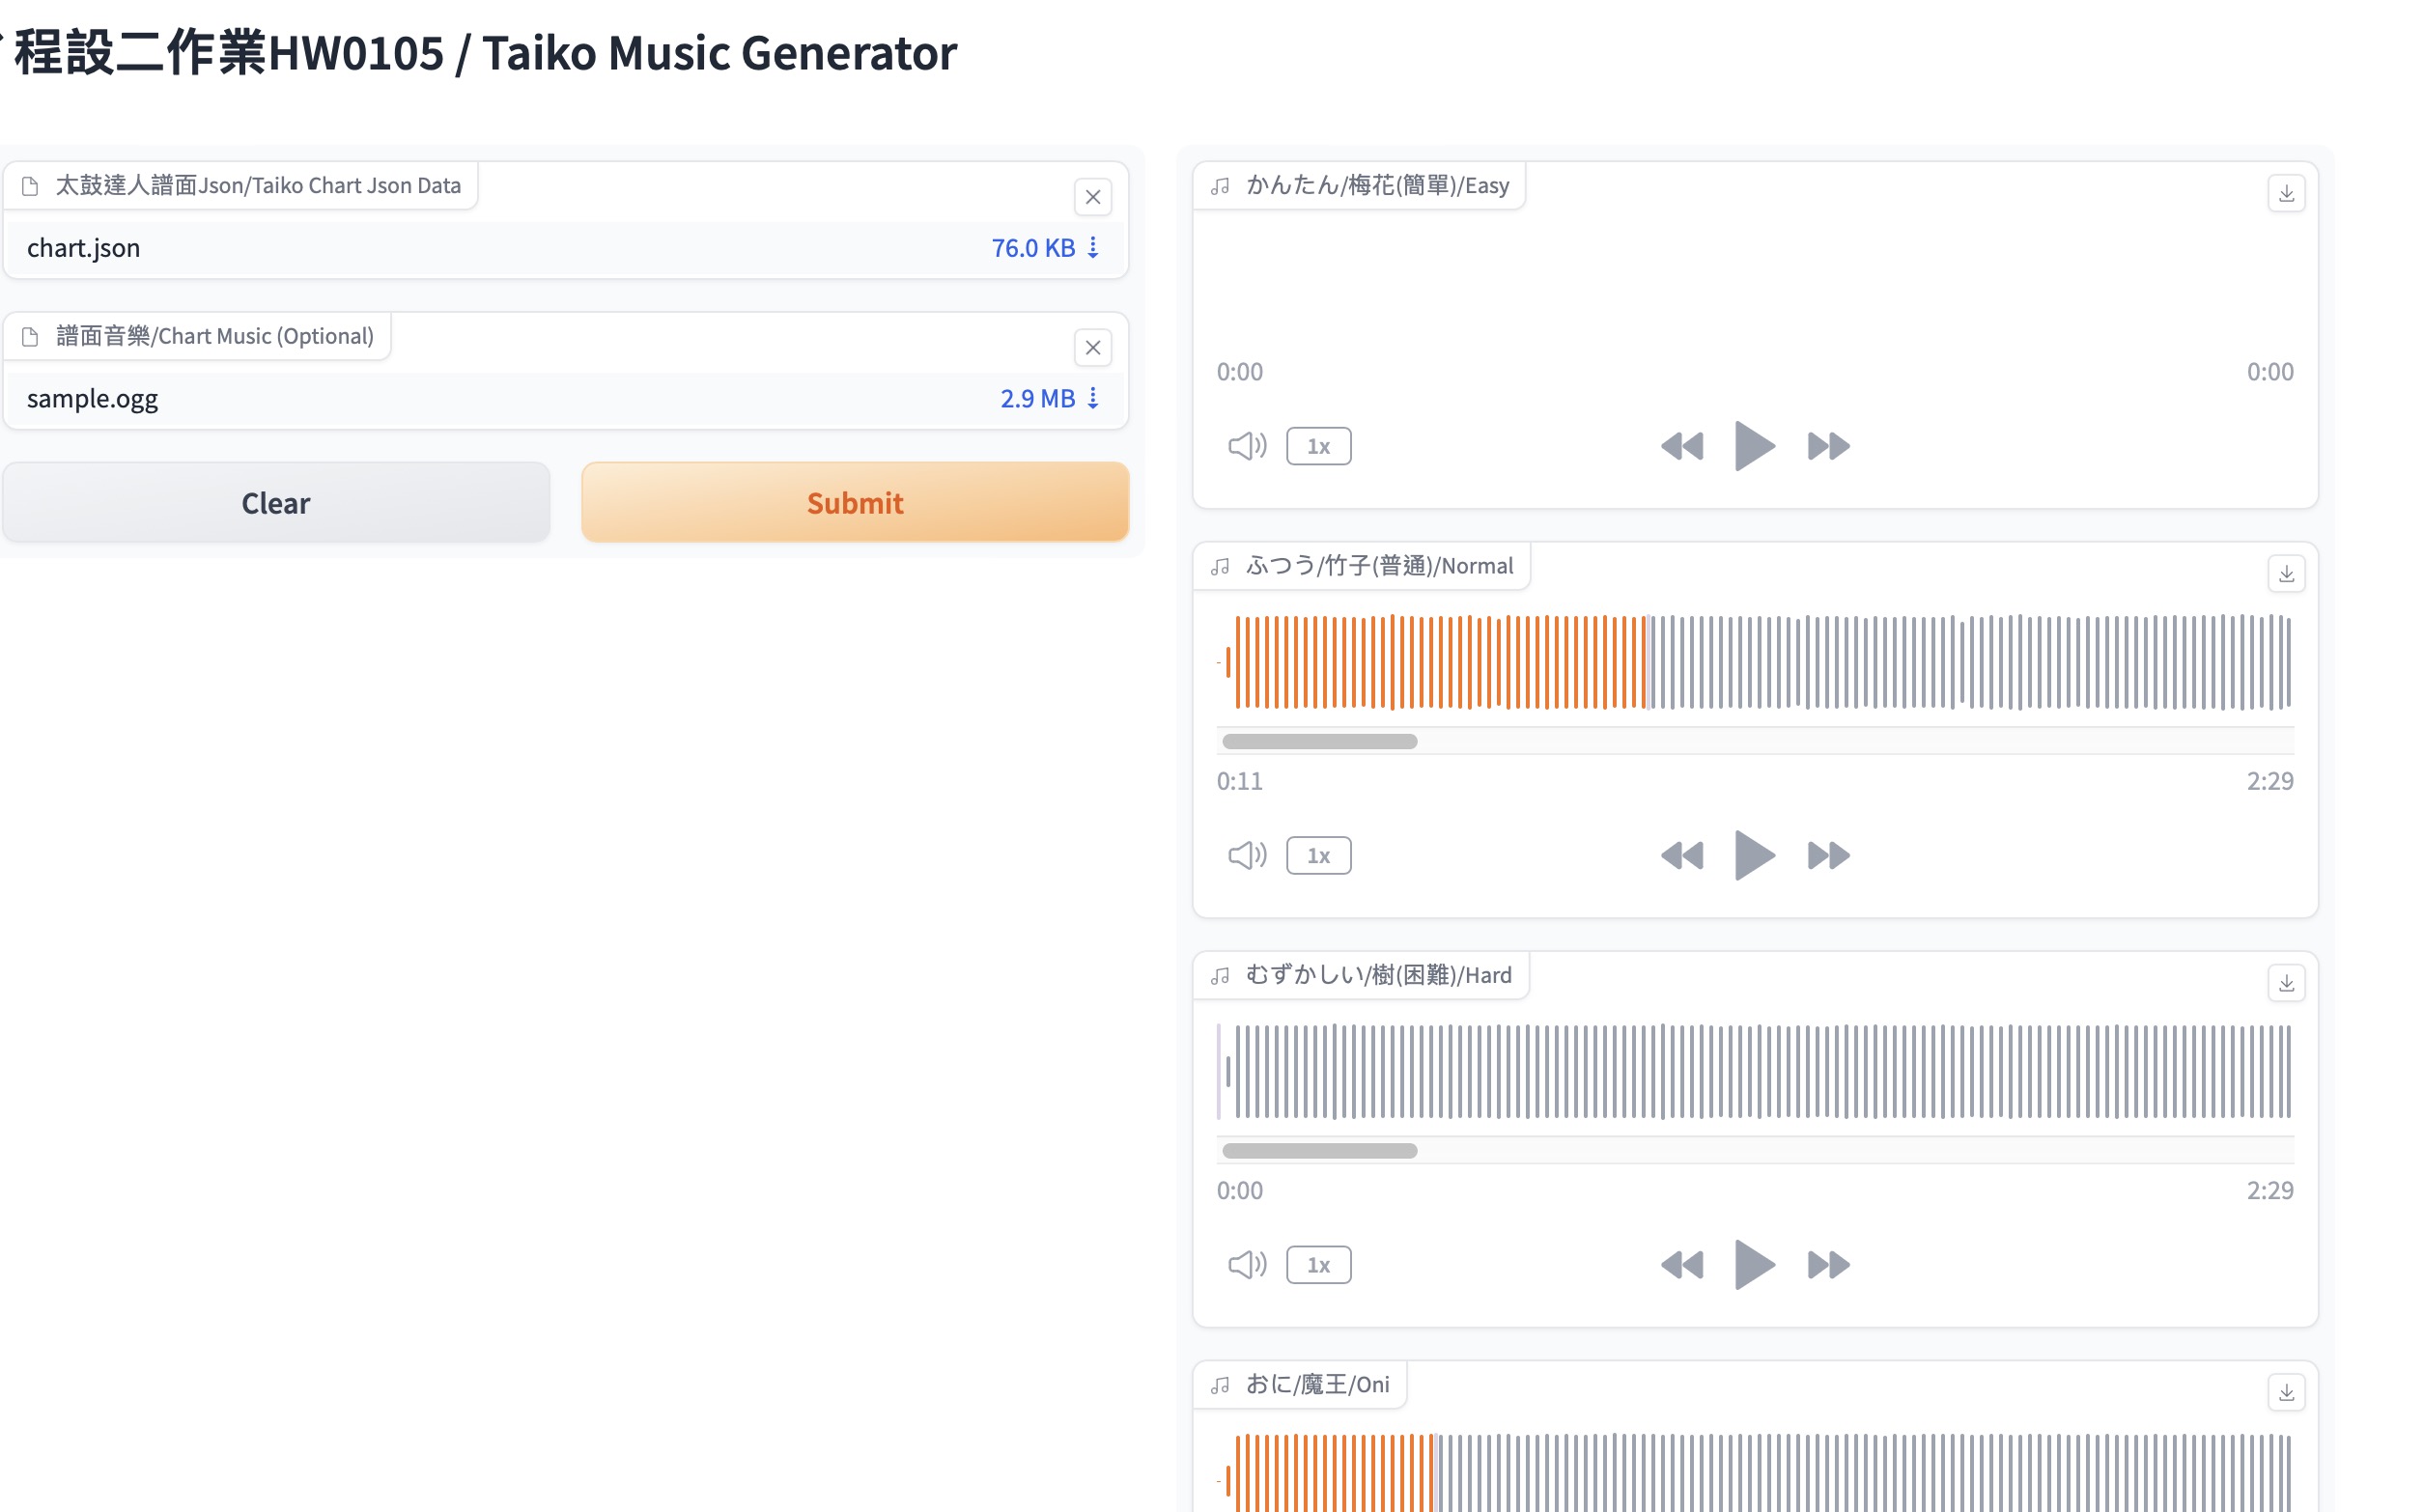 程設二作業HW0105 / Taiko Music Generator
太鼓達人譜面Json/Taiko Chart Json Data
chart.json
76.0 KB
譜面音樂/Chart Music (Optional)
sample.ogg
2.9 MB
Clear
Submit
かんたん/梅花(簡單)/Easy
0:00
0:00
1x
ふつう/竹子(普通)/Normal
0:11
2:29
1x
むずかしい/樹(困難)/Hard
0:00
2:29
1x
おに/魔王/Oni